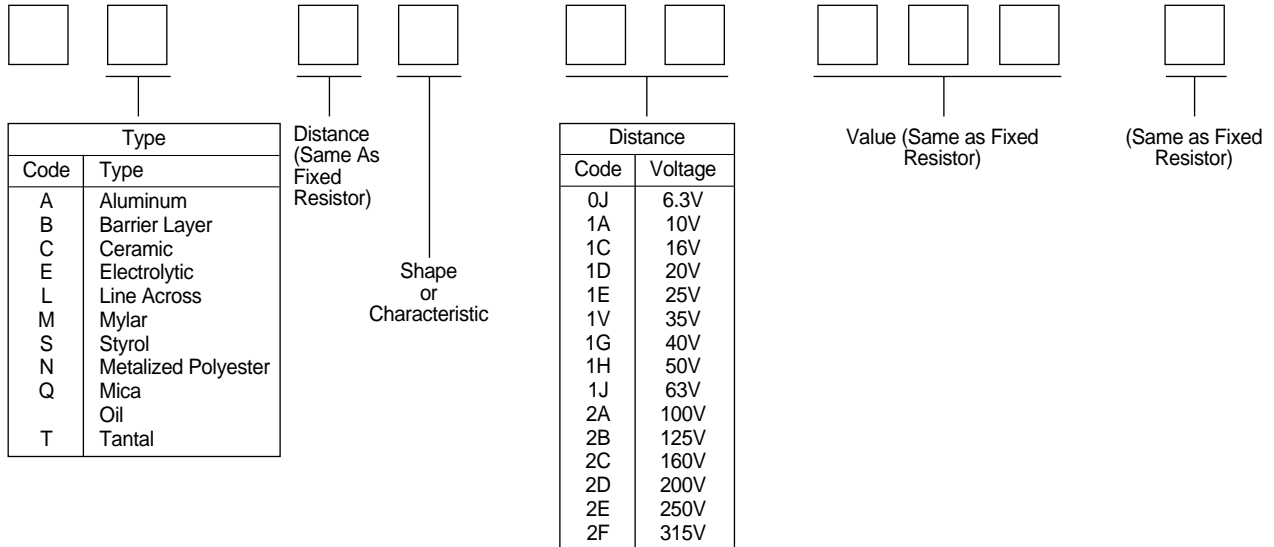 Type
Code Type
A Aluminum
B Barrier Layer
C Ceramic
E Electrolytic
L Line Across
M Mylar
S Styrol
N Metalized Polyester
Q Mica
Oil
T Tantal
Distance
(Same As
Fixed
Resistor)
Shape
or
Characteristic
Distance
Code Voltage
0J 6.3V
1A 10V
1C 16V
1D 20V
1E 25V
1V 35V
1G 40V
1H 50V
1J 63V
2A 100V
2B 125V
2C 160V
2D 200V
2E 250V
2F 315V
Value (Same as Fixed
Resistor)
(Same as Fixed
Resistor)